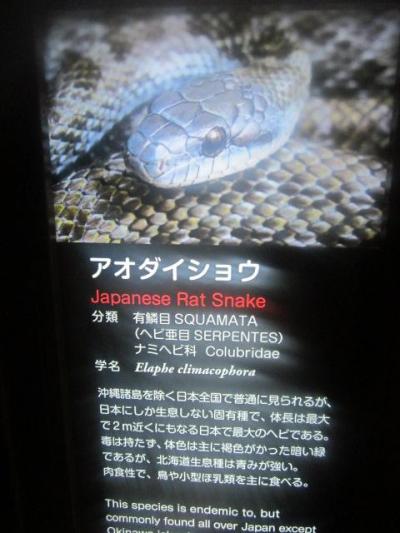 アオダイショウ
Japanese Rat Snake
分類 有鱗目 SQUAMATA
(ヘビ亜目 SERPENTES)
ナミヘビ科 Colubridae
学名 Elaphe climacophora
沖縄諸島を除く日本全国で普通に見られるが、
日本にしか生息しない固有種で、体長は最大
で2m近くにもなる日本で最大のヘビである。
毒は持たず、体色は主に褐色がかった暗い緑
であるが、北海道生息種は青みが強い。
肉食性で、鳥や小型ほ乳類を主に食べる。
This species is endemic to, but
commonly found all over Japan except